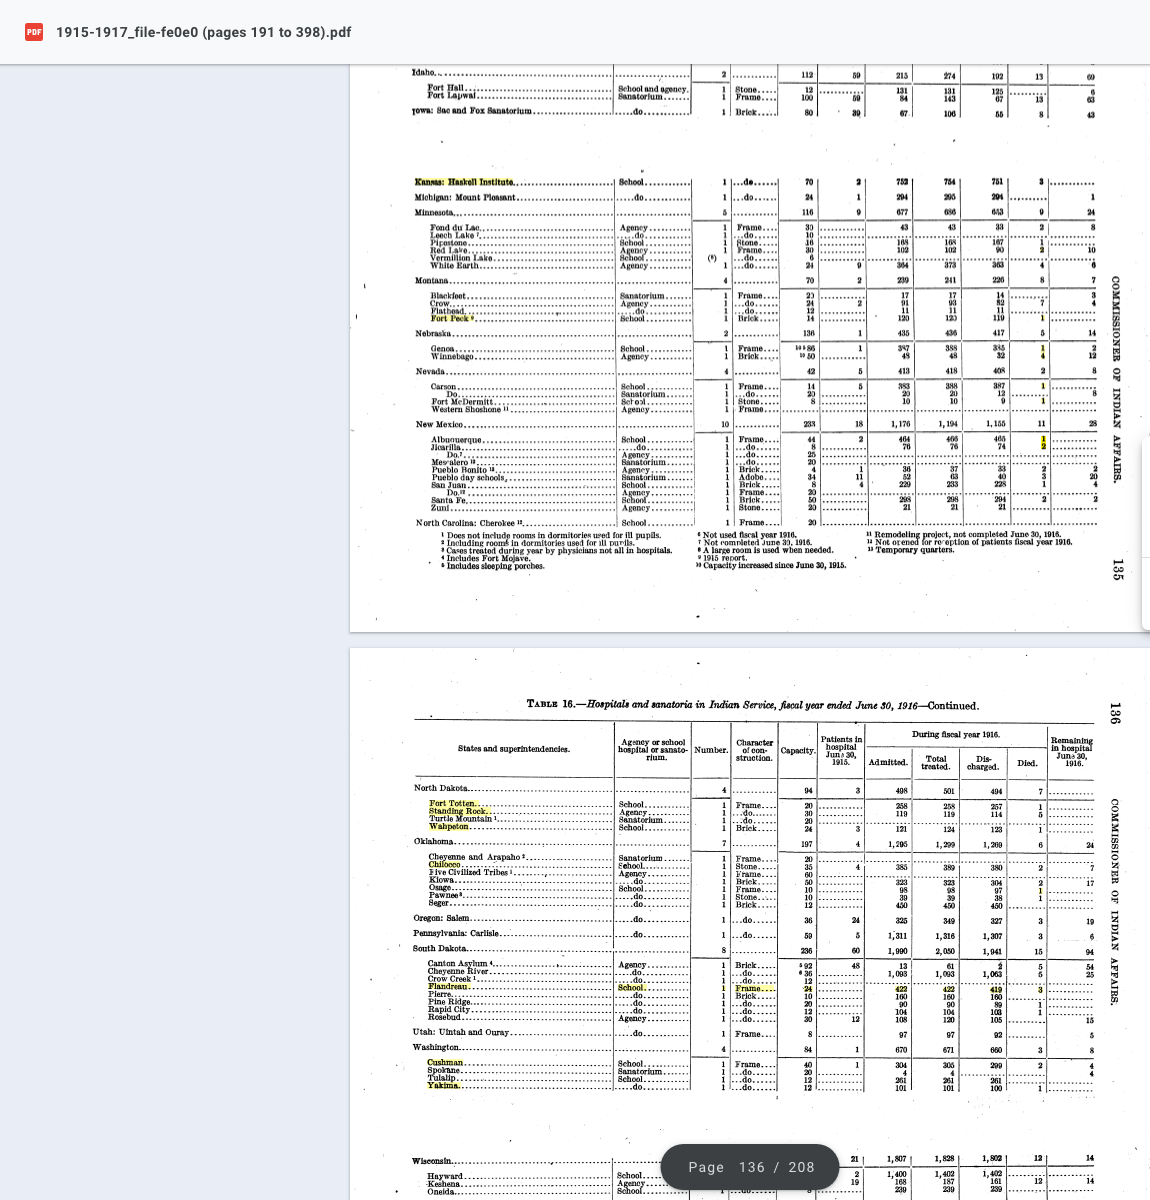 PDF 1915-1917_file-fe0e0 (pages 191 to 398).pdf
Idaho 2 112 59 215 274 192 13 69
Fort Hall School and agency. 1 Stone 12 131 131 125 6
Fort Lapwai Sanatorium 1 Frame 100 59 84 143 67 13 63
Iowa: Sac and Fox Sanatorium do 1 Brick 80 39 67 106 55 8 43
Kansas: Haskell Institute School 1 do 70 2 752 754 751 3
Michigan: Mount Pleasant do 1 do 24 1 294 295 294 1
Minnesota 5 116 9 677 686 653 9 24
Fond du Lac Agency 1 Frame 30 43 43 33 2 8
Leech Lake 7 do 1 do 10
Pipestone School 1 Stone 16 168 168 167 1
Red Lake Agency 1 Frame 30 102 102 90 2 10
Vermillion Lake School (8) do 6
White Earth Agency 1 do 24 9 364 373 363 4 6
Montana 4 70 2 239 241 226 8 7
Blackfeet Sanatorium 1 Frame 20 17 17 14 3
Crow Agency 1 do 24 2 91 93 82 7 4
Flathead do 1 do 12 11 11 11
Fort Peck 9 School 1 Brick 14 120 120 119 1
Nebraska 2 136 1 435 436 417 5 14
Genoa School 1 Frame 10 5 86 1 387 388 385 1 2
Winnebago Agency 1 Brick 10 50 48 48 32 4 12
Nevada 4 42 5 413 418 408 2 8
Carson School 1 Frame 14 5 383 388 387 1
Do Sanatorium 1 do 20 20 20 12 8
Fort McDermitt School 1 Stone 8 10 10 9 1
Western Shoshone 11 Agency 1 Frame
New Mexico 10 233 18 1,176 1,194 1,155 11 28
Albuquerque School 1 Frame 44 2 464 466 465 1
Jicarilla do 1 do 8 76 76 74 2
Do. 7 Agency 1 do 25
Mescalero 12 Sanatorium 1 do 20
Pueblo Bonito 13 Agency 1 Brick 4 1 36 37 33 2 2
Pueblo day schools Sanatorium 1 Adobe 34 11 52 63 40 3 20
San Juan School 1 Brick 8 4 229 233 228 1 4
Do. 12 Agency 1 Frame 20
Santa Fe School 1 Brick 50 298 298 294 2 2
Zuni Agency 1 Stone 20 21 21 21
North Carolina: Cherokee 12 School 1 Frame 20
1 Does not include rooms in dormitories used for ill pupils.
2 Including rooms in dormitories used for ill pupils.
3 Cases treated during year by physicians not all in hospitals.
4 Includes Fort Mojave.
5 Includes sleeping porches.
6 Not used fiscal year 1916.
7 Not completed June 30, 1916.
8 A large room is used when needed.
9 1915 report.
10 Capacity increased since June 30, 1915.
11 Remodeling project, not completed June 30, 1916.
12 Not opened for reception of patients fiscal year 1916.
13 Temporary quarters.
COMMISSIONER OF INDIAN AFFAIRS.
135
TABLE 16.—Hospitals and sanatoria in Indian Service, fiscal year ended June 30, 1916—Continued.
States and superintendencies. Agency or school hospital or sanatorium. Number. Character of construction. Capacity. Patients in hospital June 30, 1915. During fiscal year 1916. Admitted. Total treated. Discharged. Died. Remaining in hospital June 30, 1916.
North Dakota 4 94 3 498 501 494 7
Fort Totten School 1 Frame 20 258 258 257 1
Standing Rock Agency 1 do 30 119 119 114 5
Turtle Mountain 1 Sanatorium 1 do 20
Wahpeton School 1 Brick 24 3 121 124 123 1
Oklahoma 7 197 4 1,295 1,299 1,269 6 24
Cheyenne and Arapaho 2 Sanatorium 1 Frame 20
Chilocco School 1 Stone 35 4 385 389 380 2 7
Five Civilized Tribes 1 Agency 1 Frame 60
Kiowa do 1 Brick 50 323 323 304 2 17
Osage School 1 Frame 10 98 98 97 1
Pawnee 3 do 1 Stone 10 39 39 38 1
Seger do 1 Brick 12 450 450 450
Oregon: Salem do 1 do 36 24 325 349 327 3 19
Pennsylvania: Carlisle do 1 do 59 5 1,311 1,316 1,307 3 6
South Dakota 8 236 60 1,990 2,050 1,941 15 94
Canton Asylum 4 Agency 1 Brick 5 92 48 13 61 2 5 54
Cheyenne River do 1 do 6 36 1,093 1,093 1,063 5 25
Crow Creek 1 do 1 do 12
Flandreau School 1 Frame 24 422 422 419 3
Pierre do 1 Brick 10 160 160 160
Pine Ridge do 1 do 20 90 90 89 1
Rapid City do 1 do 12 104 104 103 1
Rosebud Agency 1 do 30 12 108 120 105 15
Utah: Uintah and Ouray do 1 Frame 8 97 97 92 5
Washington 4 84 1 670 671 660 3 8
Cushman School 1 Frame 40 1 304 305 299 2 4
Spokane Sanatorium 1 do 20 4 4 4
Tulalip School 1 do 12 261 261 261
Yakima do 1 do 12 101 101 100 1
Wisconsin 21 1,807 1,828 1,802 12 14
Hayward School 2 1,400 1,402 1,402
Keshena Agency 19 168 187 161 12 14
Oneida School 1 do 8 239 239 239
136
COMMISSIONER OF INDIAN AFFAIRS.
Page 136 / 208